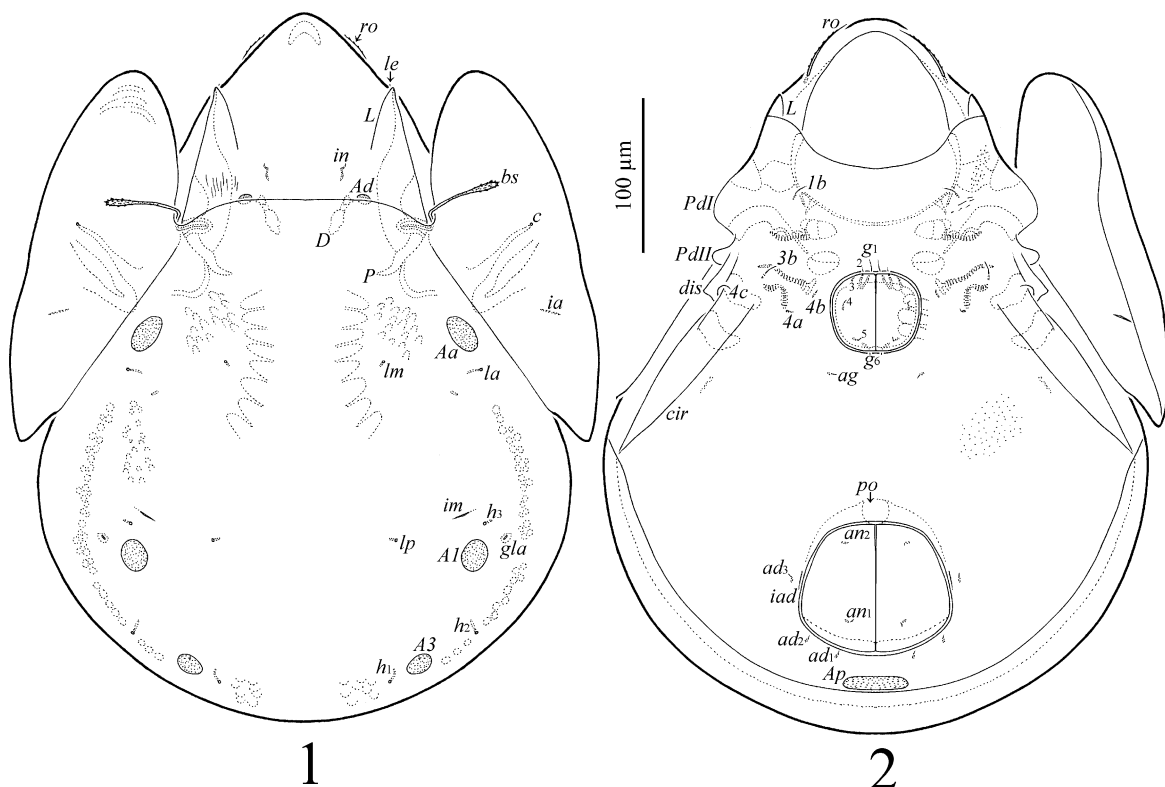 ro
le
L
in
Ad
bs
c
D
P
ia
Aa
lm
la
im
h3
lp
A1
gla
h2
A3
h1
1
100 µm
ro
L
1b
PdI
PdII
g1
2
3b
dis
3
4c
4
4b
4a
5
g6
ag
cir
po
an2
ad3
iad
an1
ad2
ad1
Ap
2